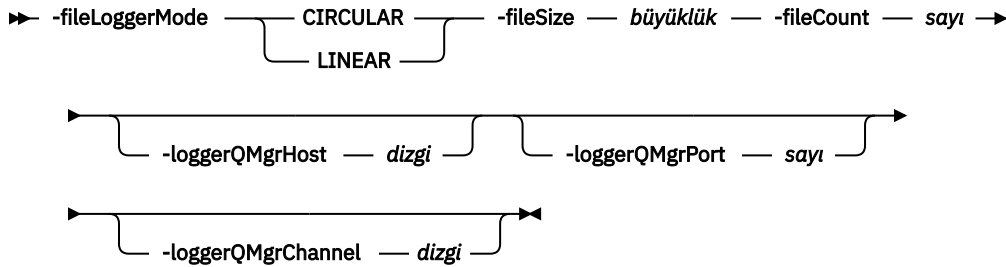 -fileLoggerMode CIRCULAR -fileSize büyüklük -fileCount sayı
LINEAR
-loggerQMgrHost dizgi -loggerQMgrPort sayı
-loggerQMgrChannel dizgi